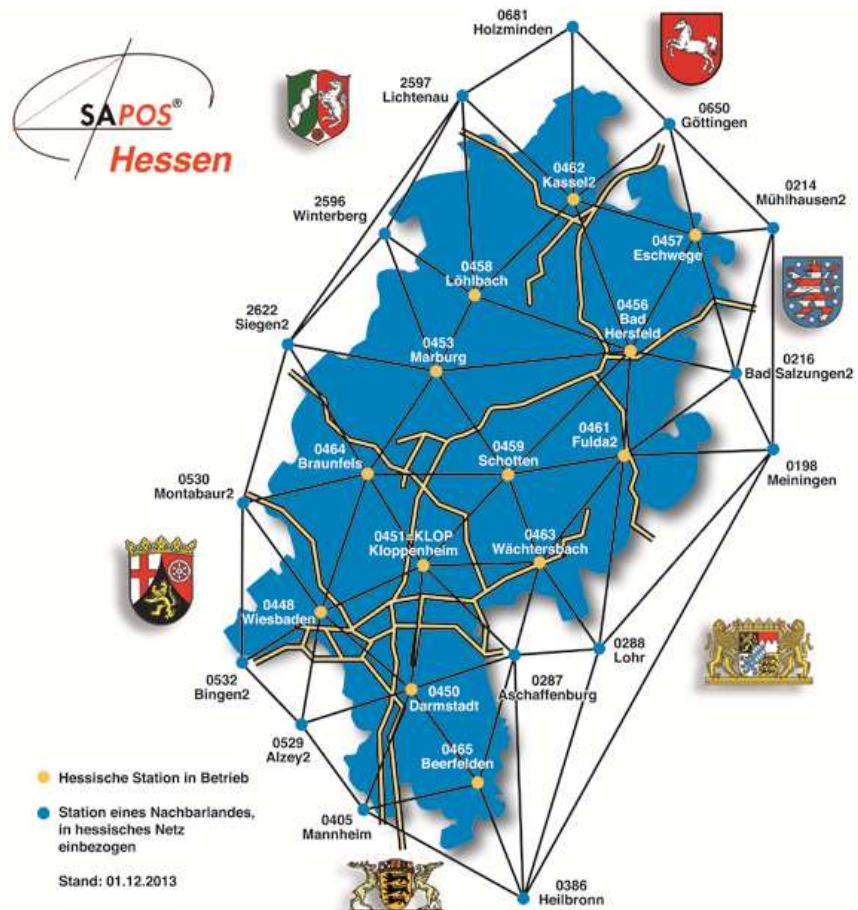 SAPOS®
Hessen
0681
Holzminden
2597
Lichtenau
0650
Göttingen
0462
Kassel2
0214
Mühlhausen2
2596
Winterberg
0457
Eschwege
0458
Löhlbach
0456
Bad
Hersfeld
2622
Siegen2
0453
Marburg
0216
Bad Salzungen2
0461
Fulda2
0464
Braunfels
0459
Schotten
0198
Meiningen
0530
Montabaur2
0451-KLOP
Kloppenheim
0463
Wächtersbach
0448
Wiesbaden
0288
Lohr
0532
Bingen2
0287
Aschaffenburg
0450
Darmstadt
0529
Alzey2
0465
Beerfelden
0405
Mannheim
0386
Heilbronn
Hessische Station in Betrieb
Station eines Nachbarlandes,
in hessisches Netz
einbezogen
Stand: 01.12.2013